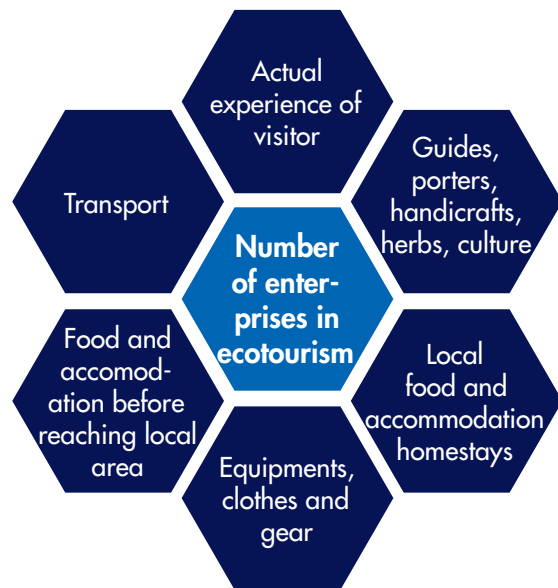 Actual
experience of
visitor
Guides,
porters,
handicrafts,
herbs, culture
Transport
Number
of enter-
prises in
ecotourism
Local
food and
accommodation
homestays
Food and
accomod-
ation before
reaching local
area
Equipments,
clothes and
gear